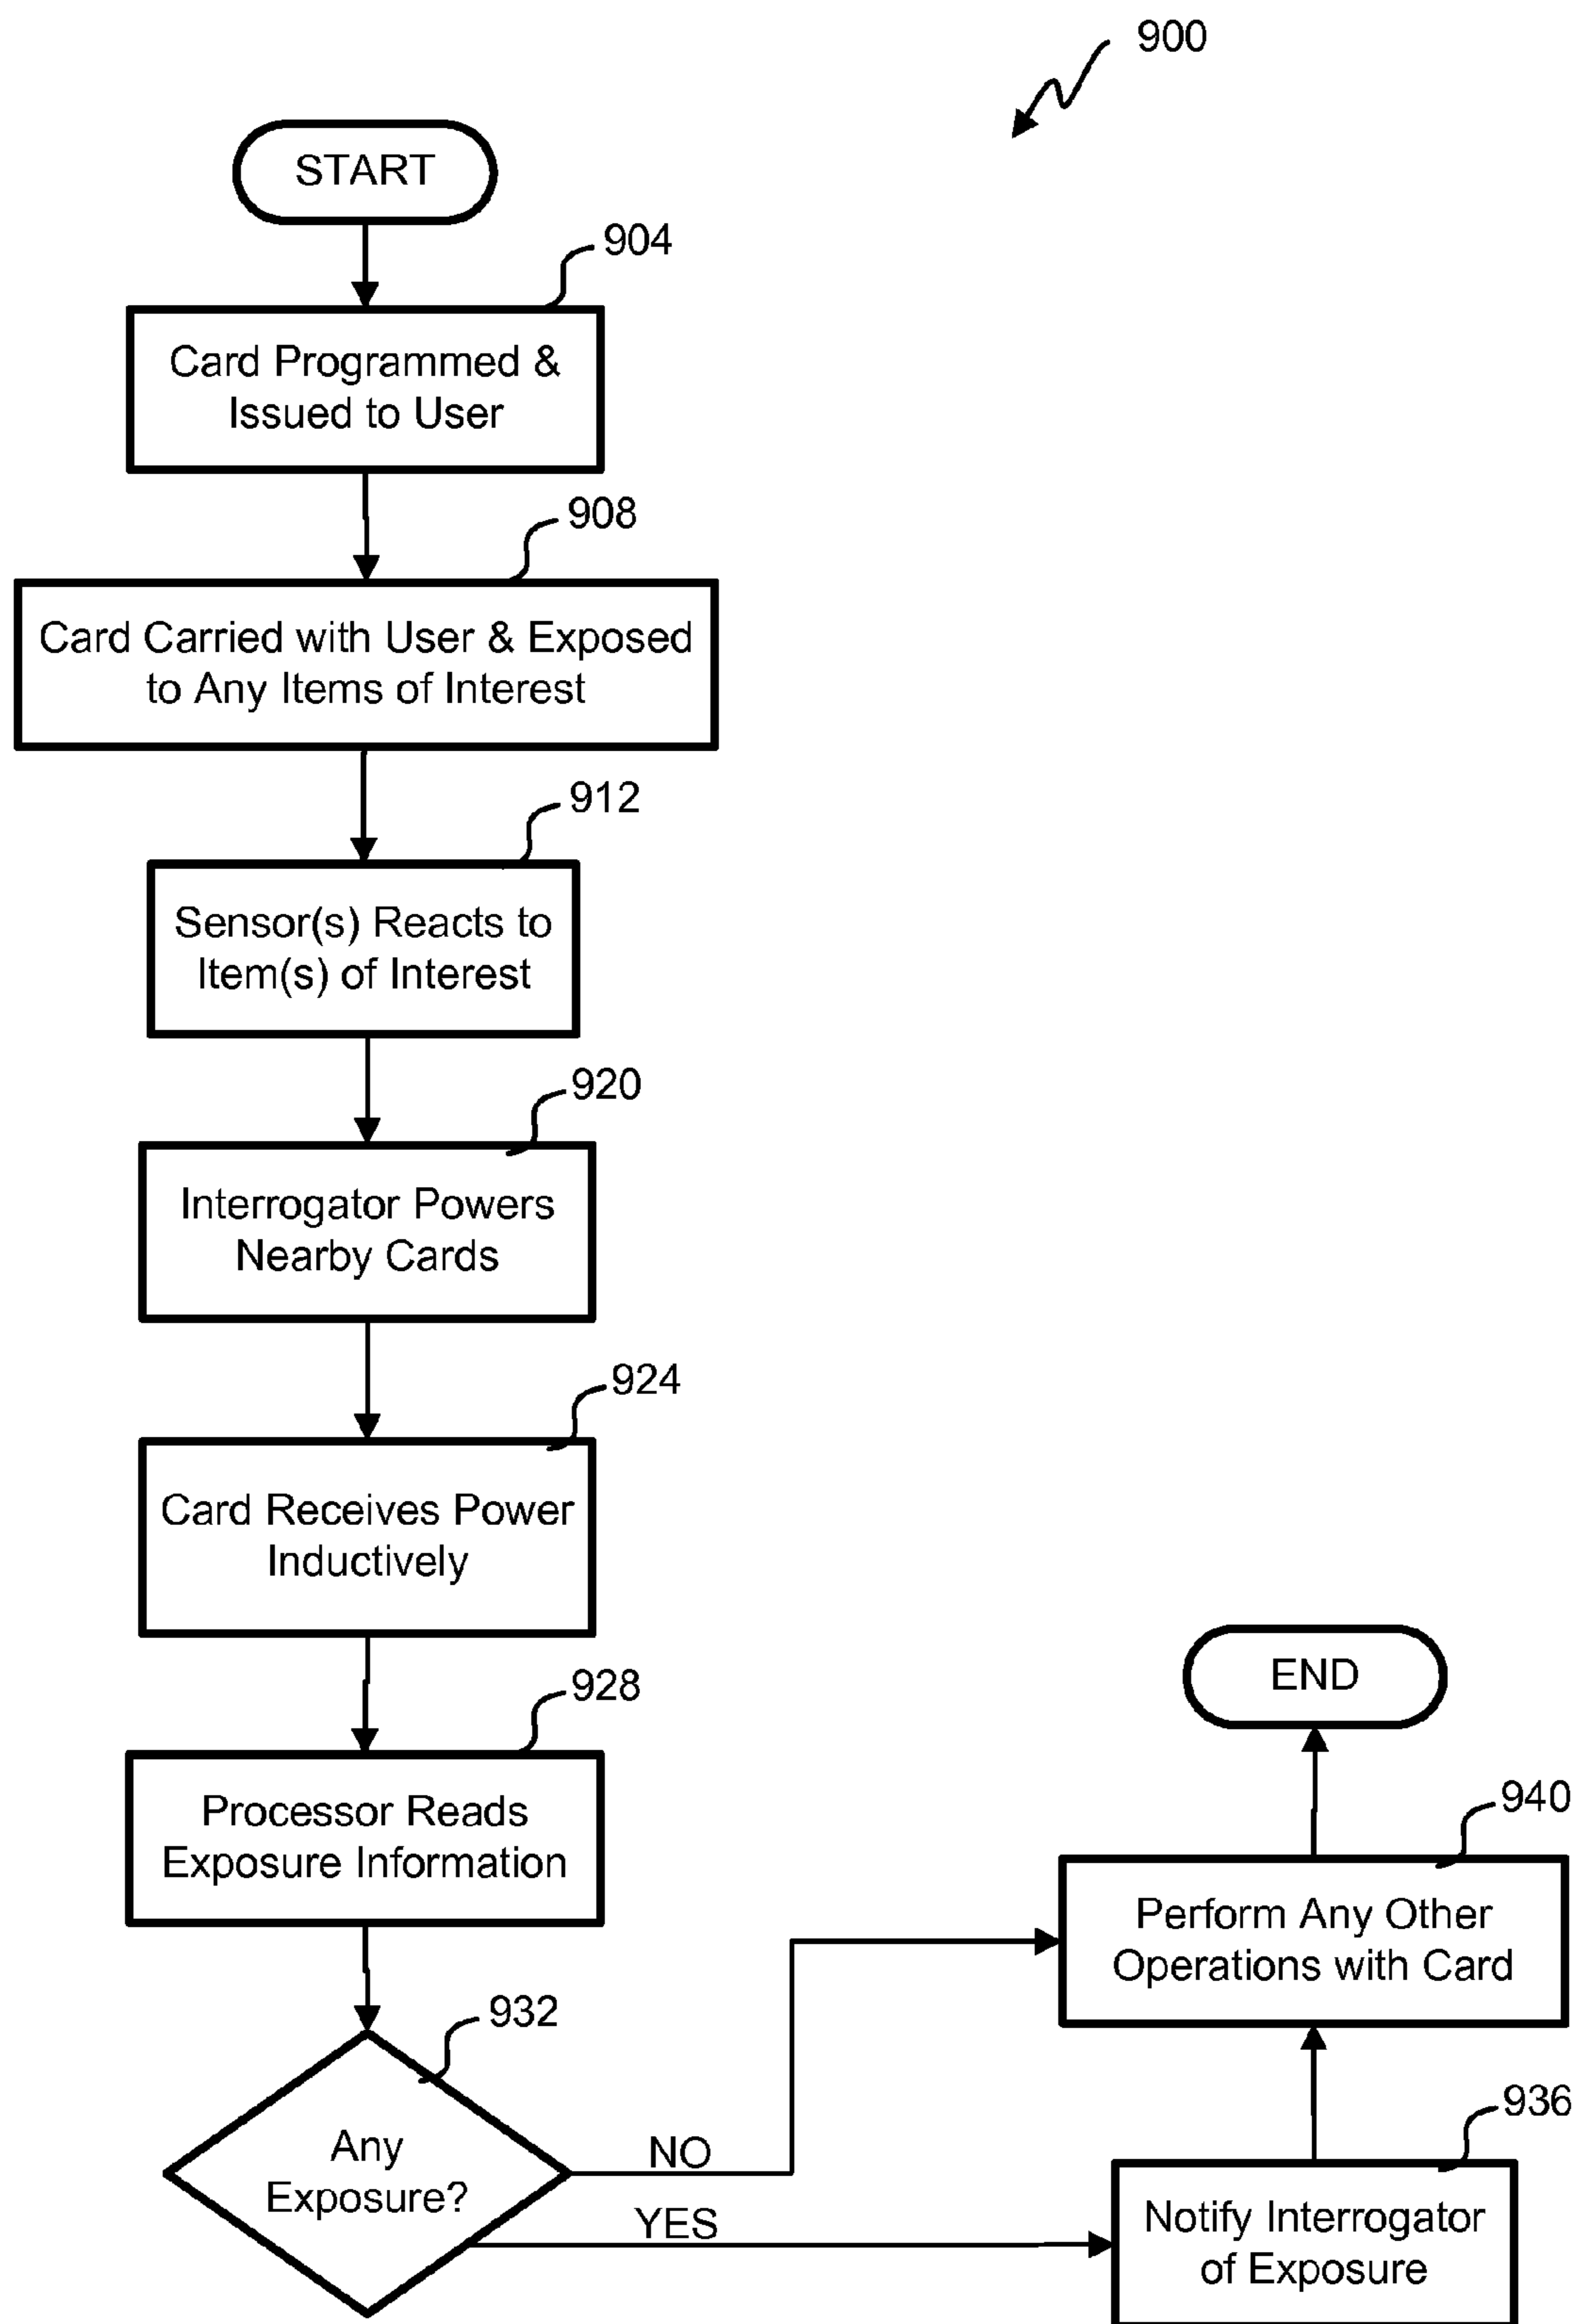 900
START
904
Card Programmed &
Issued to User
908
Card Carried with User & Exposed
to Any Items of Interest
912
Sensor(s) Reacts to
Item(s) of Interest
920
Interrogator Powers
Nearby Cards
924
Card Receives Power
Inductively
928
Processor Reads
Exposure Information
932
Any
Exposure?
NO
YES
936
Notify Interrogator
of Exposure
940
Perform Any Other
Operations with Card
END